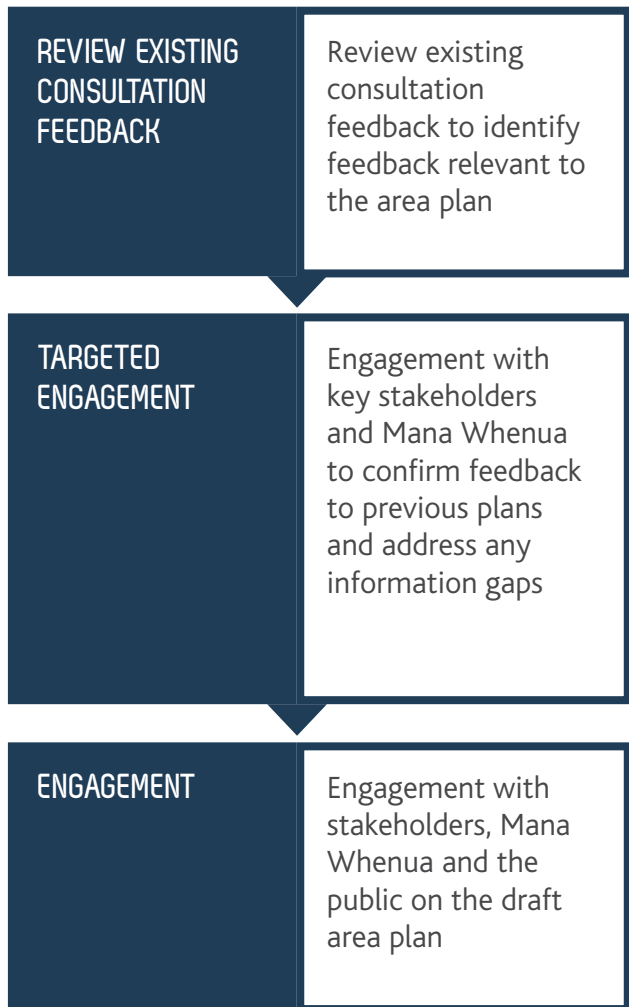 REVIEW EXISTING
CONSULTATION
FEEDBACK
Review existing
consultation
feedback to identify
feedback relevant to
the area plan
TARGETED
ENGAGEMENT
Engagement with
key stakeholders
and Mana Whenua
to confirm feedback
to previous plans
and address any
information gaps
ENGAGEMENT
Engagement with
stakeholders, Mana
Whenua and the
public on the draft
area plan